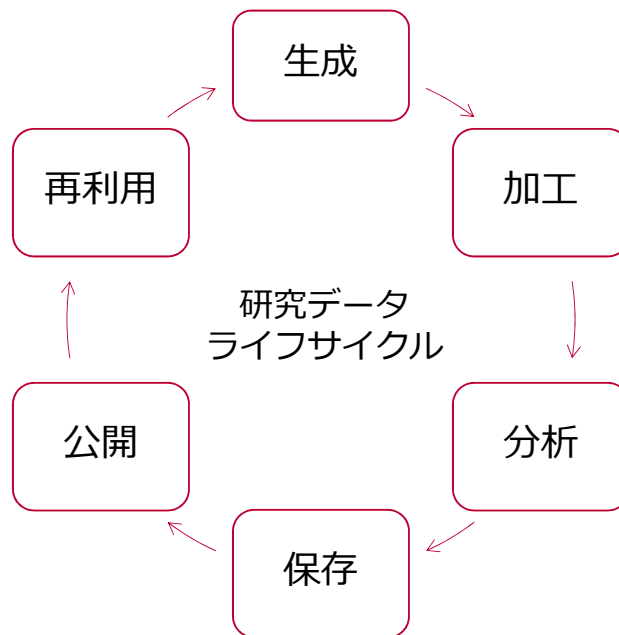 生成
加工
分析
保存
公開
再利用
研究データ
ライフサイクル